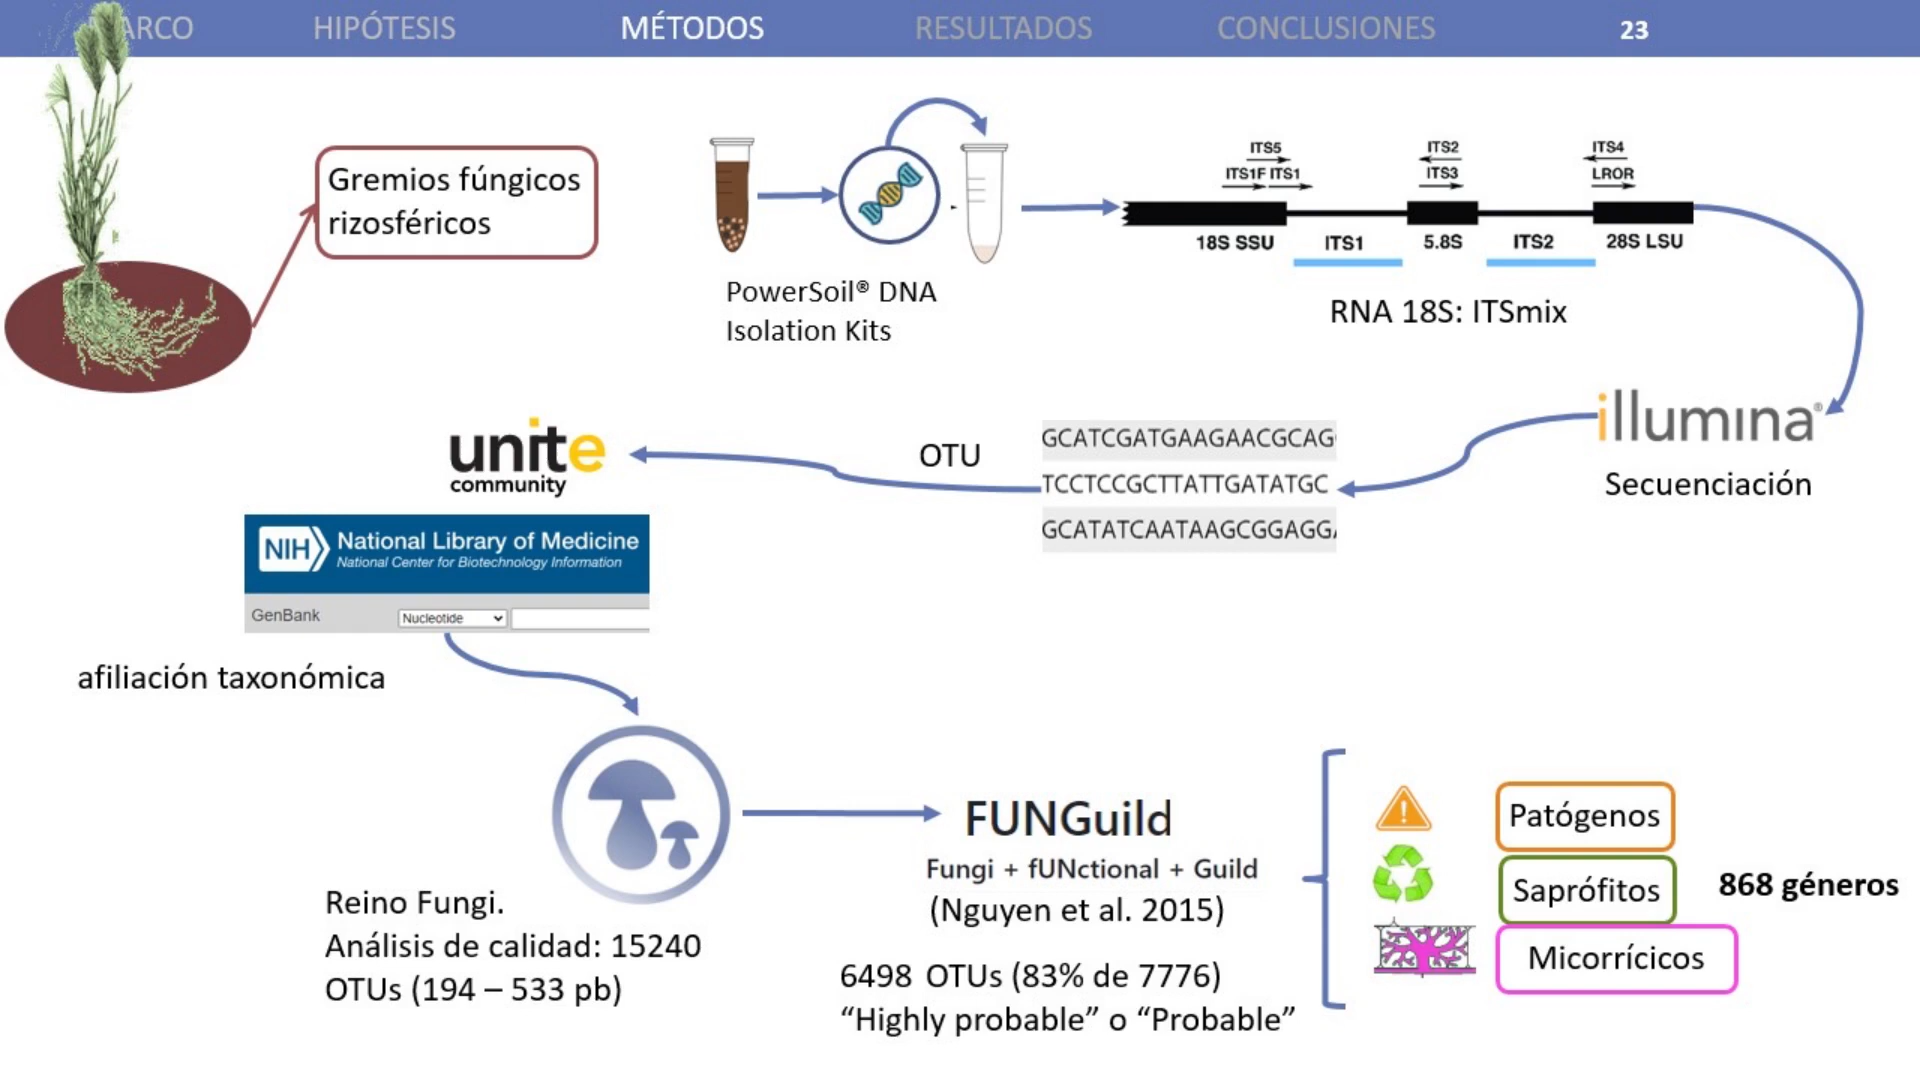 ARCO HIPÓTESIS MÉTODOS RESULTADOS CONCLUSIONES 23
Gremios fúngicos
rizosféricos
PowerSoil® DNA
Isolation Kits
ITS5 ITS2 ITS4
ITS1F ITS1 ITS3 LROR
18S SSU ITS1 5.8S ITS2 28S LSU
RNA 18S: ITSmix
illumina®
Secuenciación
GCATCGATGAAGAACGCAG
TCCTCCGCTTATTGATATGC
GCATATCAATAAGCGGAGG
OTU
unite
community
NIH National Library of Medicine
National Center for Biotechnology Information
GenBank Nucleotide
afiliación taxonómica
Reino Fungi.
Análisis de calidad: 15240
OTUs (194 – 533 pb)
FUNGuild
Fungi + fUNctional + Guild
(Nguyen et al. 2015)
6498 OTUs (83% de 7776)
“Highly probable” o “Probable”
Patógenos
Saprófitos
Micorrícicos
868 géneros